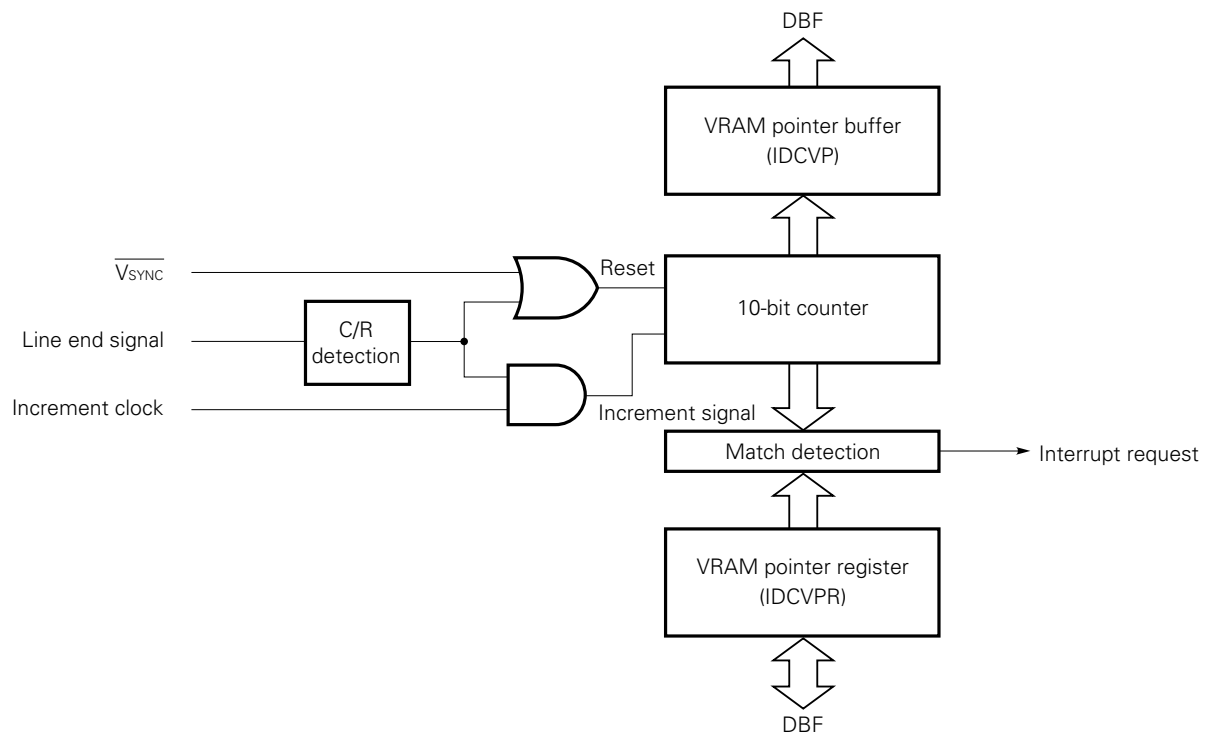 DBF
VRAM pointer buffer
(IDCVP)
VSYNC
Reset
10-bit counter
C/R
detection
Line end signal
Increment clock
Increment signal
Match detection
Interrupt request
VRAM pointer register
(IDCVPR)
DBF